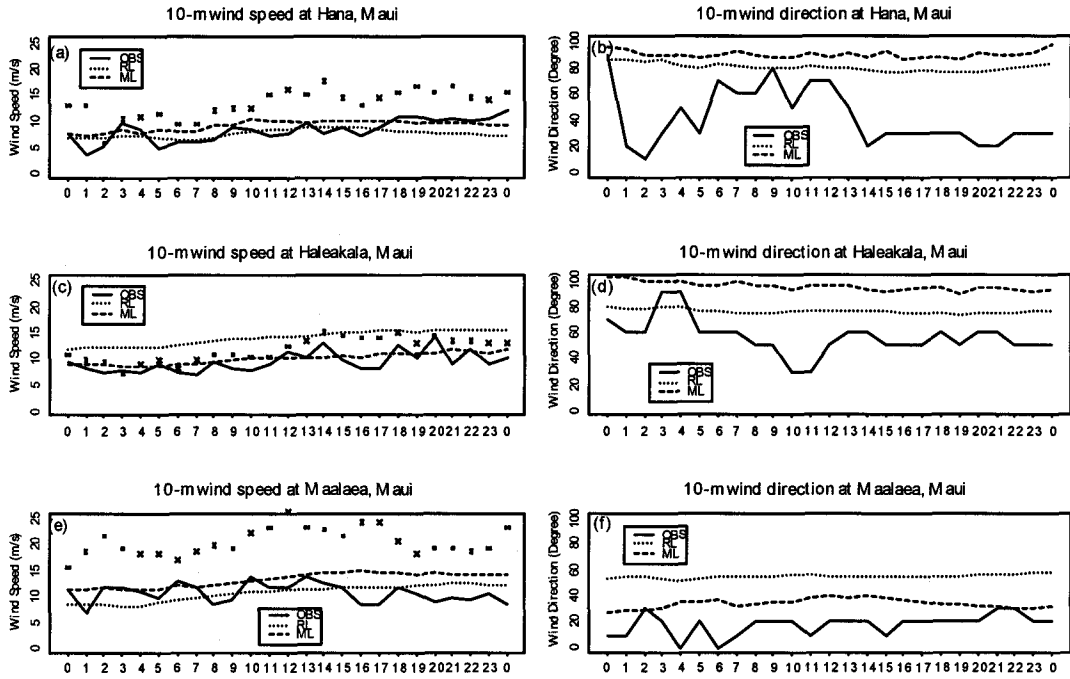 10-m wind speed at Hana, Maui
(a)
Wind Speed (m/s)
0 5 10 15 20 25
OBS
RL
ML
0 1 2 3 4 5 6 7 8 9 10 11 12 13 14 15 16 17 18 19 20 21 22 23 0
10-m wind direction at Hana, Maui
(b)
Wind Direction (Degree)
0 20 40 60 80 100
OBS
RL
ML
0 1 2 3 4 5 6 7 8 9 10 11 12 13 14 15 16 17 18 19 20 21 22 23 0
10-m wind speed at Haleakala, Maui
(c)
Wind Speed (m/s)
0 5 10 15 20 25
OBS
RL
ML
0 1 2 3 4 5 6 7 8 9 10 11 12 13 14 15 16 17 18 19 20 21 22 23 0
10-m wind direction at Haleakala, Maui
(d)
Wind Direction (Degree)
0 20 40 60 80 100
OBS
RL
ML
0 1 2 3 4 5 6 7 8 9 10 11 12 13 14 15 16 17 18 19 20 21 22 23 0
10-m wind speed at Maalaea, Maui
(e)
Wind Speed (m/s)
0 5 10 15 20 25
OBS
RL
ML
0 1 2 3 4 5 6 7 8 9 10 11 12 13 14 15 16 17 18 19 20 21 22 23 0
10-m wind direction at Maalaea, Maui
(f)
Wind Direction (Degree)
0 20 40 60 80 100
OBS
RL
ML
0 1 2 3 4 5 6 7 8 9 10 11 12 13 14 15 16 17 18 19 20 21 22 23 0